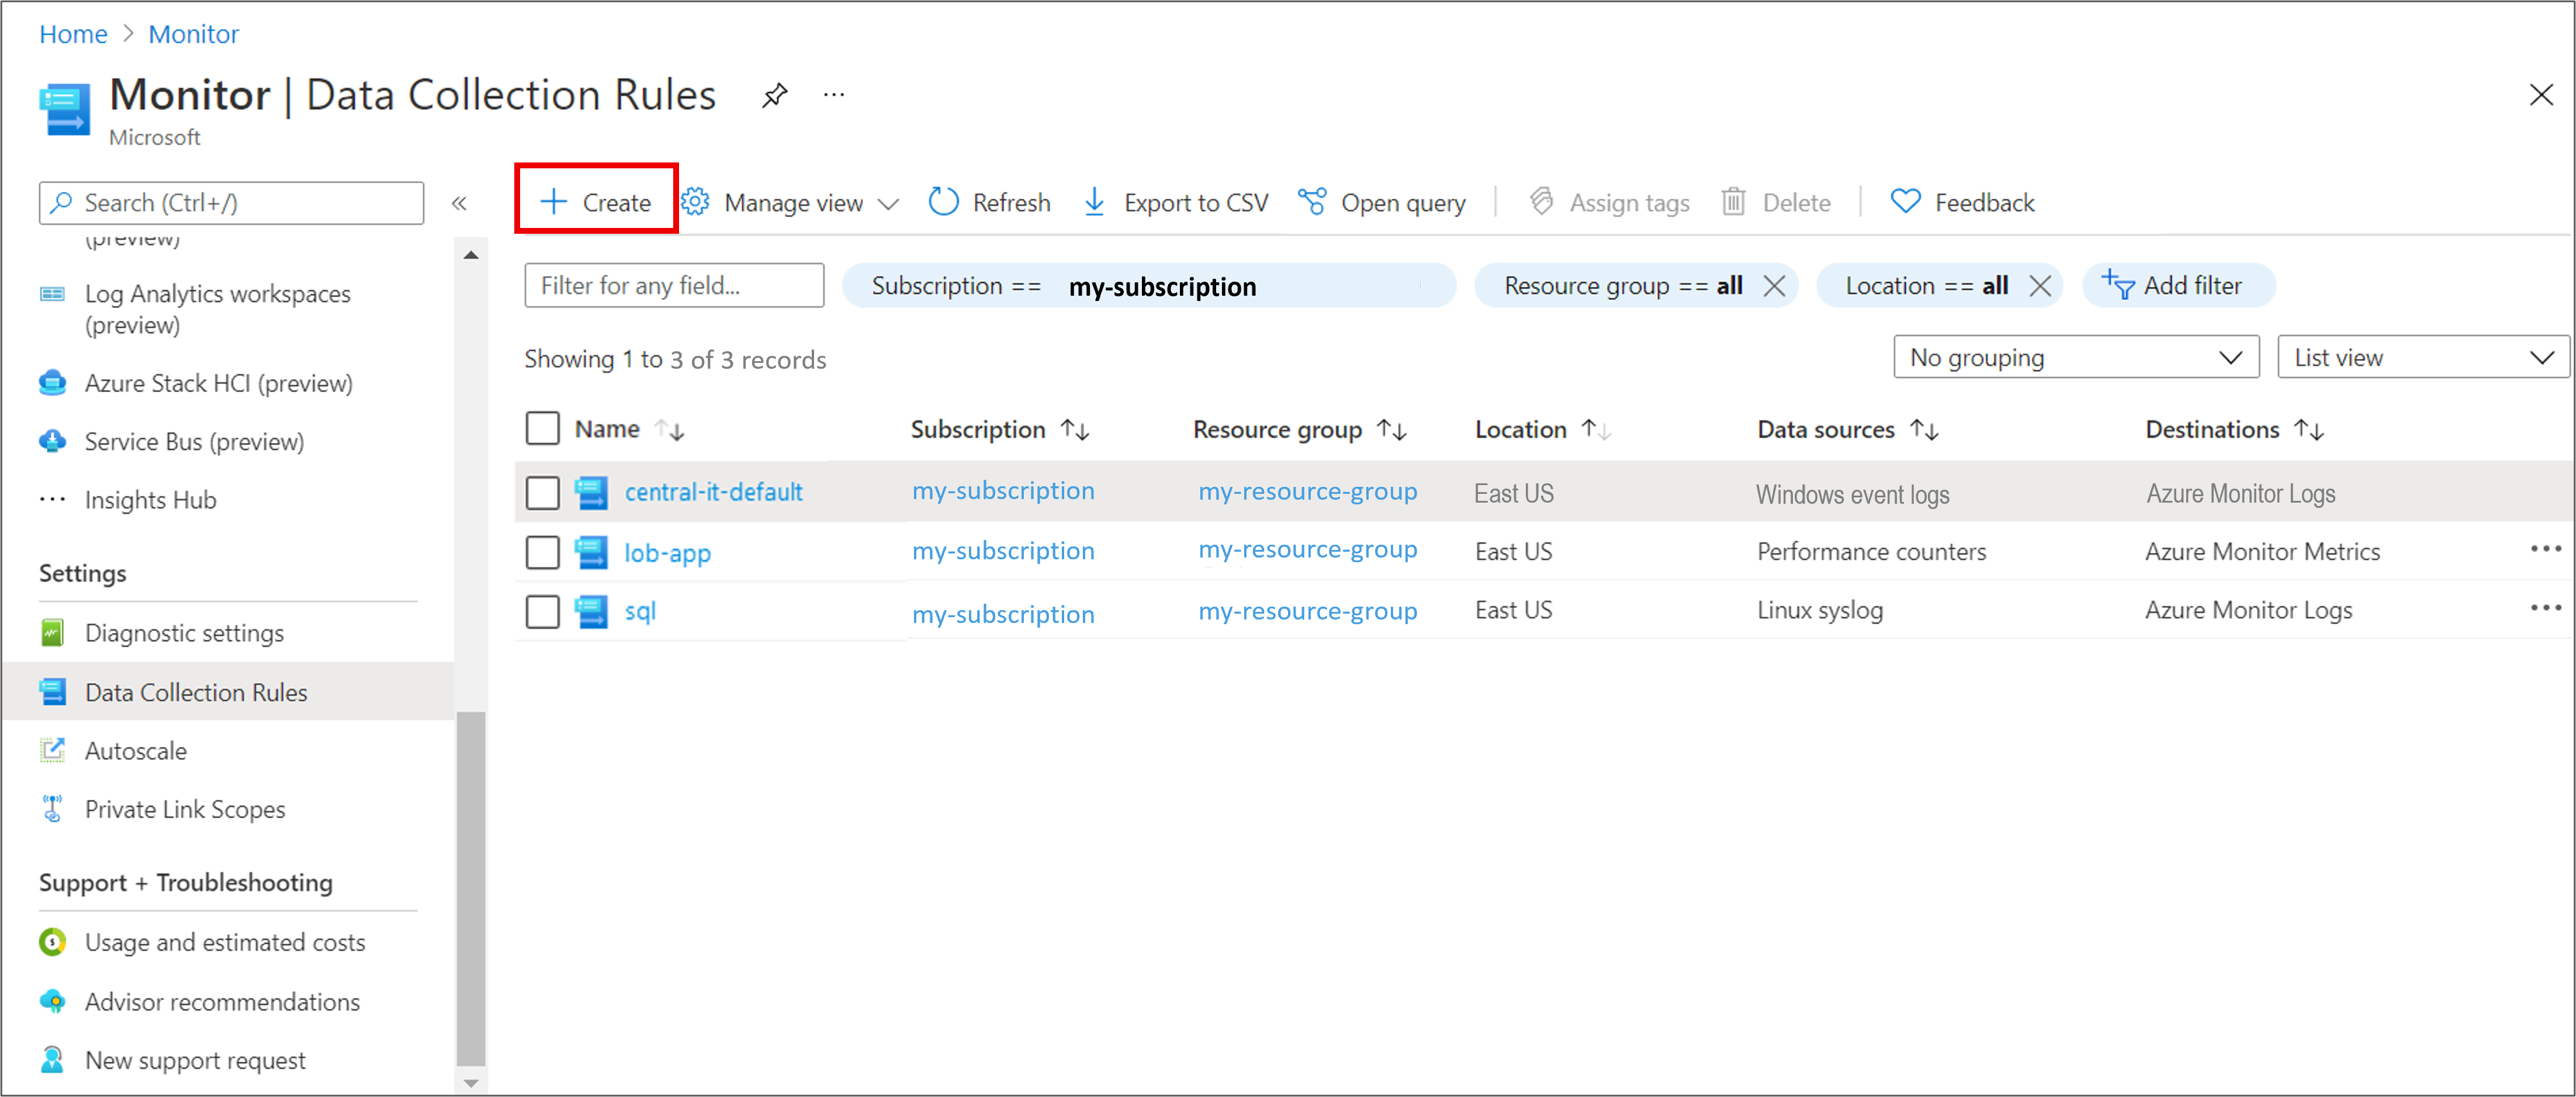 Home > Monitor
Monitor | Data Collection Rules ...
Microsoft
Search (Ctrl+/) «
Create Manage view Refresh Export to CSV Open query Assign tags Delete Feedback
(preview)
Log Analytics workspaces
(preview)
Azure Stack HCI (preview)
Service Bus (preview)
Insights Hub
Settings
Diagnostic settings
Data Collection Rules
Autoscale
Private Link Scopes
Support + Troubleshooting
Usage and estimated costs
Advisor recommendations
New support request
Filter for any field... Subscription == my-subscription Resource group == all Location == all Add filter
Showing 1 to 3 of 3 records No grouping List view
Name Subscription Resource group Location Data sources Destinations
central-it-default my-subscription my-resource-group East US Windows event logs Azure Monitor Logs
lob-app my-subscription my-resource-group East US Performance counters Azure Monitor Metrics
sql my-subscription my-resource-group East US Linux syslog Azure Monitor Logs